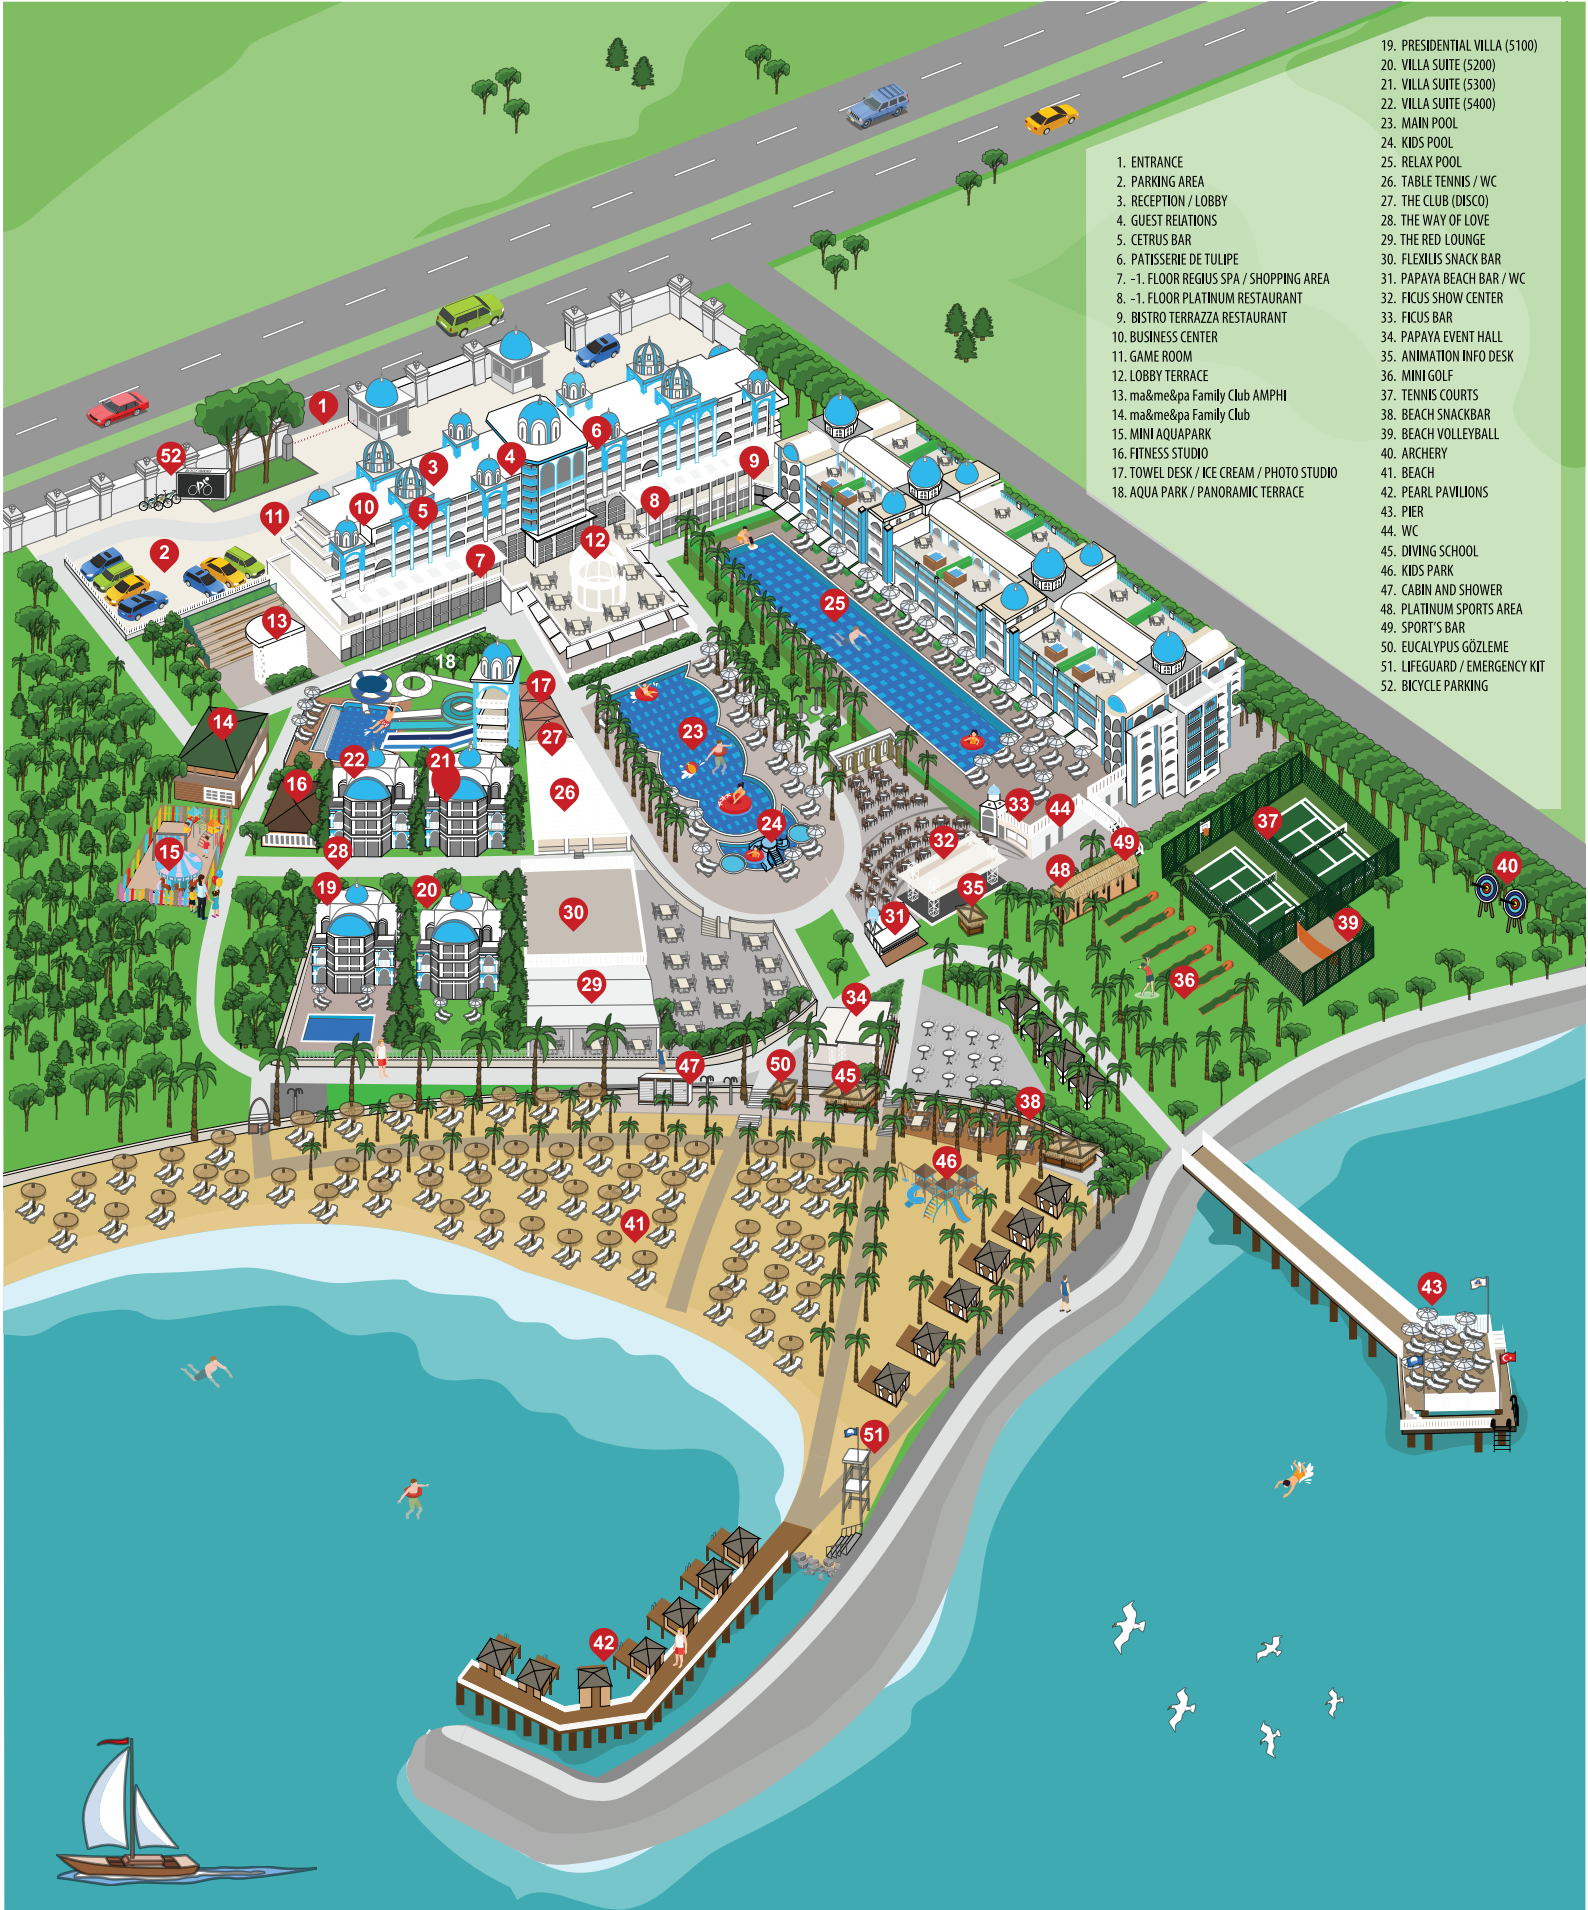 1. ENTRANCE
2. PARKING AREA
3. RECEPTION / LOBBY
4. GUEST RELATIONS
5. CETRUS BAR
6. PATISSERIE DE TULIPE
7. -1. FLOOR REGIUS SPA / SHOPPING AREA
8. -1. FLOOR PLATINUM RESTAURANT
9. BISTRO TERRAZZA RESTAURANT
10. BUSINESS CENTER
11. GAME ROOM
12. LOBBY TERRACE
13. ma&me&pa Family Club AMPHI
14. ma&me&pa Family Club
15. MINI AQUAPARK
16. FITNESS STUDIO
17. TOWEL DESK / ICE CREAM / PHOTO STUDIO
18. AQUA PARK / PANORAMIC TERRACE
19. PRESIDENTIAL VILLA (5100)
20. VILLA SUITE (5200)
21. VILLA SUITE (5300)
22. VILLA SUITE (5400)
23. MAIN POOL
24. KIDS POOL
25. RELAX POOL
26. TABLE TENNIS / WC
27. THE CLUB (DISCO)
28. THE WAY OF LOVE
29. THE RED LOUNGE
30. FLEXILIS SNACK BAR
31. PAPAYA BEACH BAR / WC
32. FICUS SHOW CENTER
33. FICUS BAR
34. PAPAYA EVENT HALL
35. ANIMATION INFO DESK
36. MINI GOLF
37. TENNIS COURTS
38. BEACH SNACKBAR
39. BEACH VOLLEYBALL
40. ARCHERY
41. BEACH
42. PEARL PAVILIONS
43. PIER
44. WC
45. DIVING SCHOOL
46. KIDS PARK
47. CABIN AND SHOWER
48. PLATINUM SPORTS AREA
49. SPORT'S BAR
50. EUCALYPUS GÖZLEME
51. LIFEGUARD / EMERGENCY KIT
52. BICYCLE PARKING
1
52
3
4
6
9
5
10
11
8
2
7
12
25
13
18
17
14
27
23
22
21
16
26
24
33
44
37
15
28
32
49
48
40
19
20
35
30
31
39
29
36
34
47
50
45
38
46
41
43
51
42